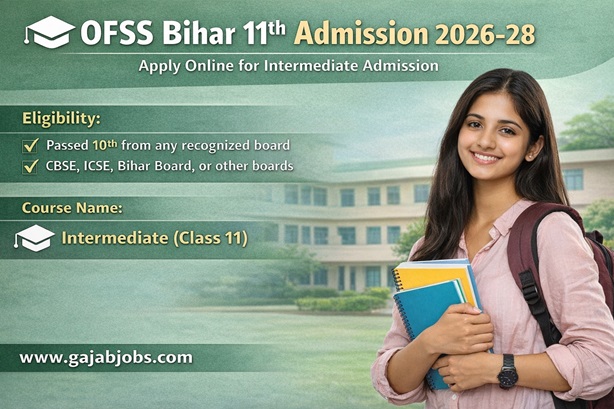 OFSS Bihar 11th Admission 2026-28
Apply Online for Intermediate Admission
Eligibility:
Passed 10th from any recognized board
CBSE, ICSE, Bihar Board, or other boards
Course Name:
Intermediate (Class 11)
www.gajabjobs.com